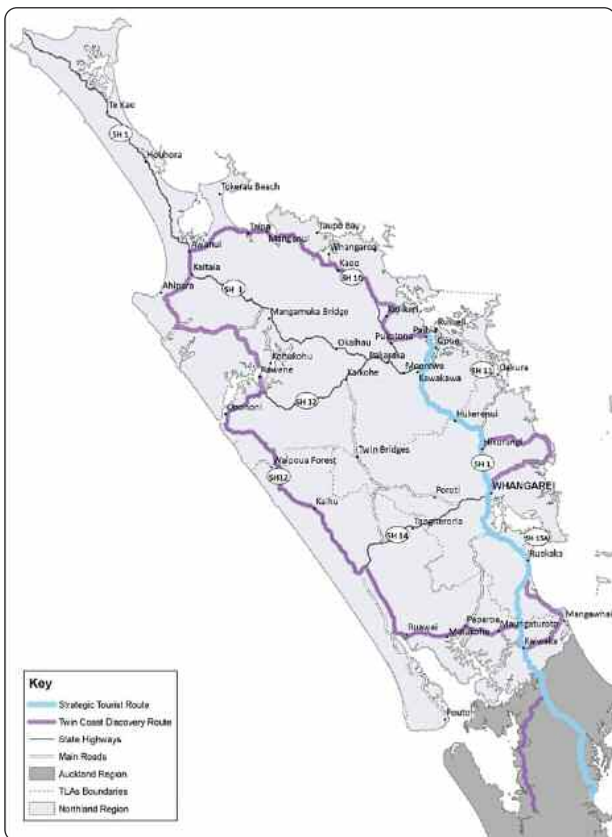 Te Kao
SH 1
Houhora
Tokerau Beach
Taipa
Taupo Bay
Awanui
Manganui
Whangaroa
Kaeo
Kaitaia
SH 10
Ahipara
SH 1
Kerikeri
Mangamuka Bridge
Russell
Paihia
Opua
Okaihau
Pakaraka
Kohukohu
Moerewa
Rawene
Kaikohe
Kawakawa
SH 11
Oakura
SH 12
Opononi
Hukerenui
Hikurangi
Waipoua Forest
Twin Bridges
SH 1
SH12
WHANGAREI
Kaihu
Poroti
Tangiteroria
SH 14
SH 15A
Ruakaka
Mangawhai
Paparoa
Maungaturoto
Ruawai
Matakohe
Kaiwaka
Pouto
Key
Strategic Tourist Route
Twin Coast Discovery Route
State Highways
Main Roads
Auckland Region
TLAs Boundaries
Northland Region